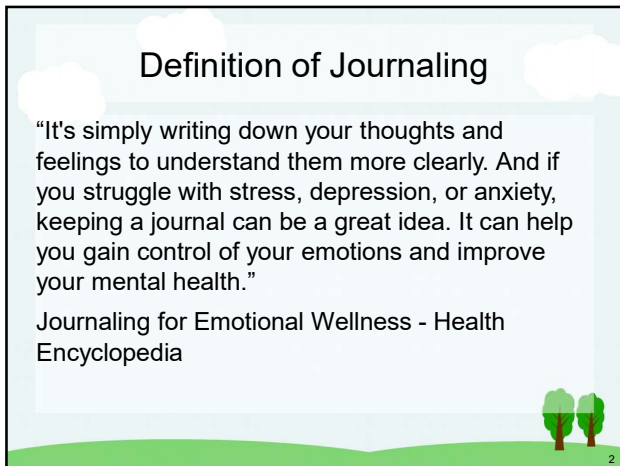 Definition of Journaling
“It's simply writing down your thoughts and
feelings to understand them more clearly. And if
you struggle with stress, depression, or anxiety,
keeping a journal can be a great idea. It can help
you gain control of your emotions and improve
your mental health.”
Journaling for Emotional Wellness - Health
Encyclopedia
2